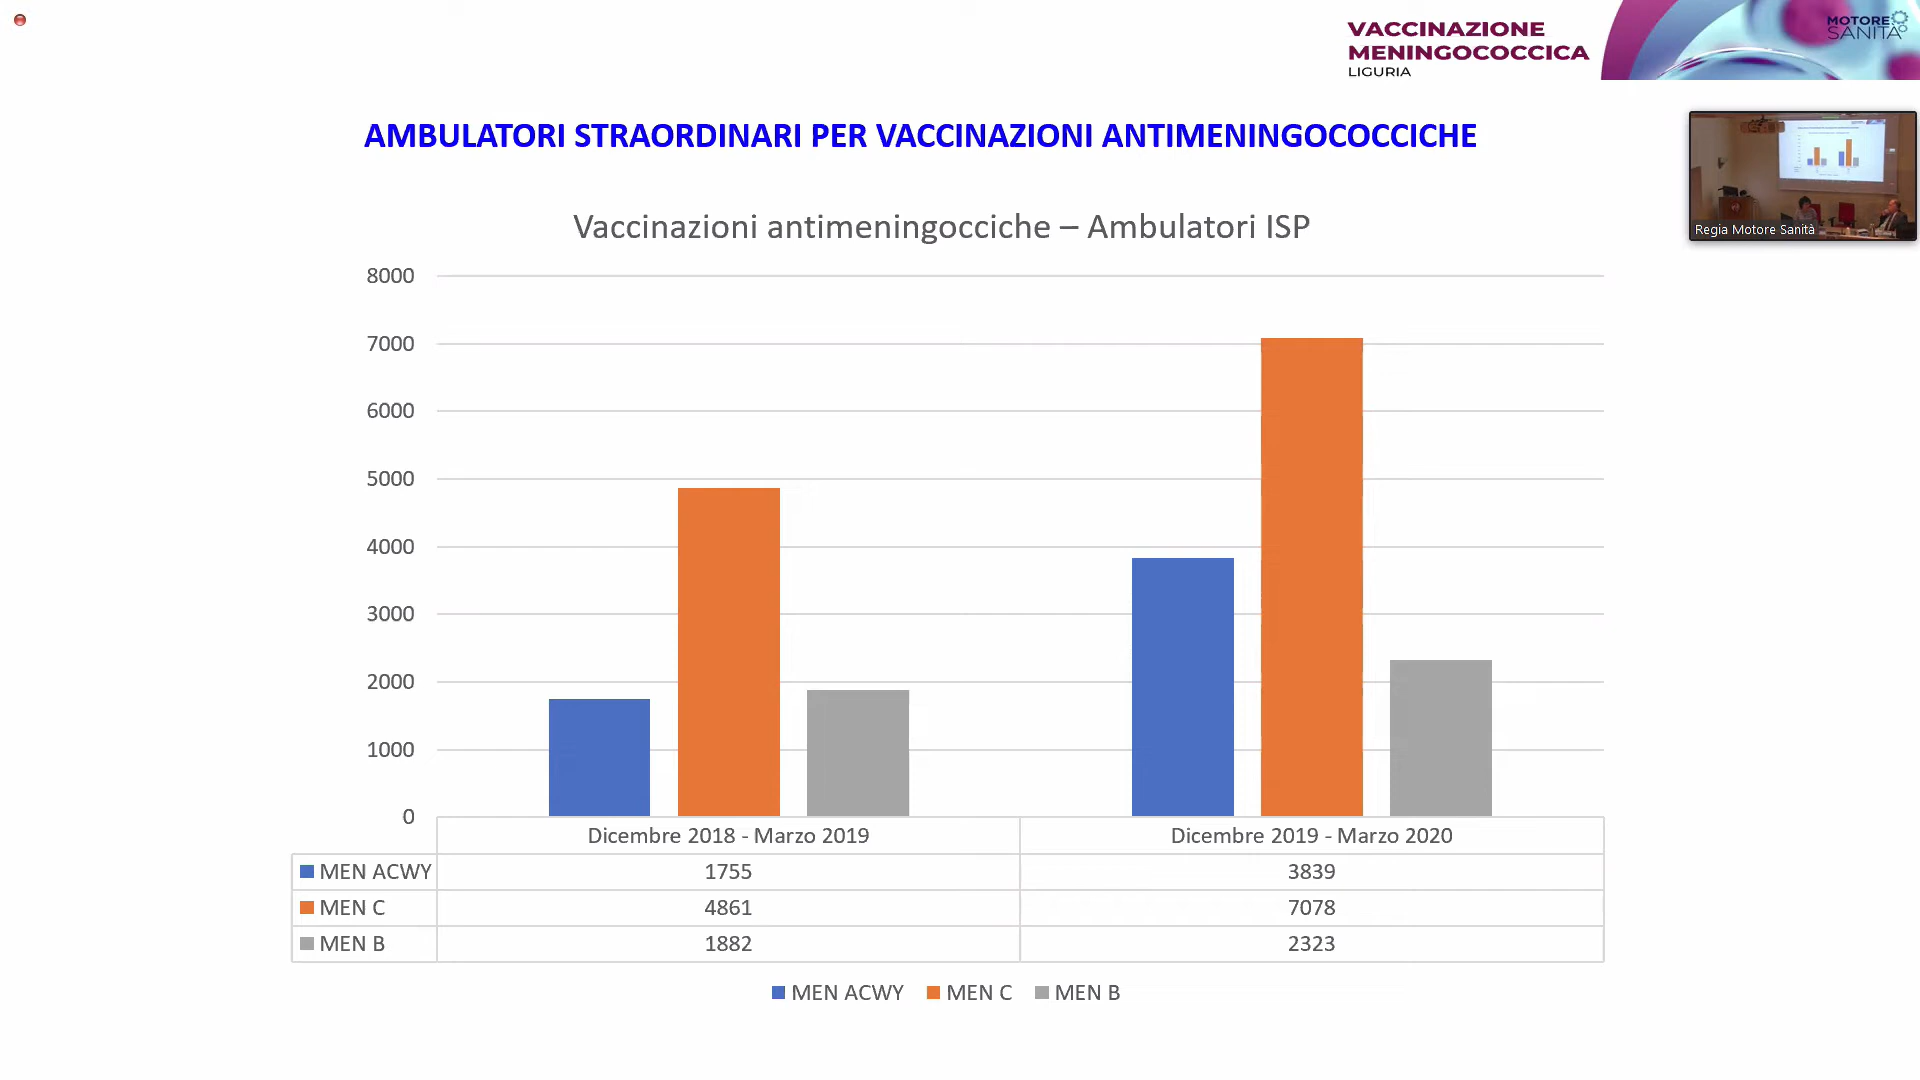 VACCINAZIONE
MENINGOCOCCICA
LIGURIA
MOTORE
SANITÀ
AMBULATORI STRAORDINARI PER VACCINAZIONI ANTIMENINGOCOCCICHE
Regia Motore Sanità
Vaccinazioni antimeningocciche – Ambulatori ISP
8000
7000
6000
5000
4000
3000
2000
1000
0
Dicembre 2018 - Marzo 2019 Dicembre 2019 - Marzo 2020
MEN ACWY 1755 3839
MEN C 4861 7078
MEN B 1882 2323
MEN ACWY MEN C MEN B